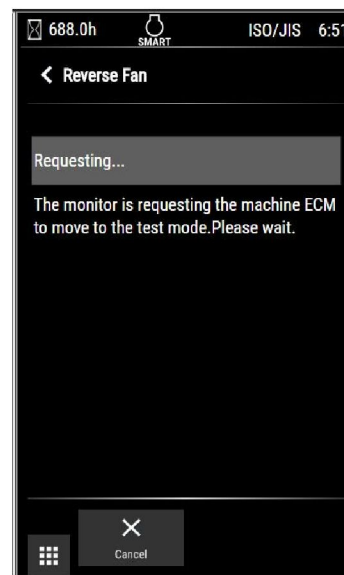 688.0h SMART ISO/JIS 6:51
Reverse Fan
Requesting...
The monitor is requesting the machine ECM
to move to the test mode.Please wait.
Cancel